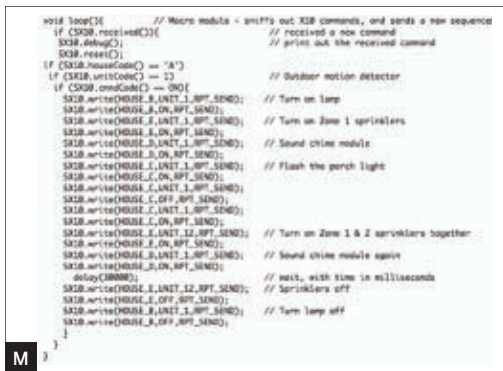 void loop(){ // Macro module - sniffs out X10 commands, and sends a new sequence
if (SX10.received()){ // received a new command
SX10.debug(); // print out the received command
SX10.reset();
if (SX10.houseCode() == 'A')
if (SX10.unitCode() == 1) // Outdoor motion detector
if (SX10.cmndCode() == ON){
SX10.write(HOUSE_B,UNIT_1,RPT_SEND); // Turn on lamp
SX10.write(HOUSE_B,ON,RPT_SEND);
SX10.write(HOUSE_E,UNIT_1,RPT_SEND); // Turn on Zone 1 sprinklers
SX10.write(HOUSE_E,ON,RPT_SEND);
SX10.write(HOUSE_D,UNIT_1,RPT_SEND); // Sound chime module
SX10.write(HOUSE_D,ON,RPT_SEND);
SX10.write(HOUSE_C,UNIT_1,RPT_SEND); // Flash the porch light
SX10.write(HOUSE_C,ON,RPT_SEND);
SX10.write(HOUSE_C,UNIT_1,RPT_SEND);
SX10.write(HOUSE_C,OFF,RPT_SEND);
SX10.write(HOUSE_C,UNIT_1,RPT_SEND);
SX10.write(HOUSE_C,ON,RPT_SEND);
SX10.write(HOUSE_E,UNIT_12,RPT_SEND); // Turn on Zone 1 & 2 sprinklers together
SX10.write(HOUSE_E,ON,RPT_SEND);
SX10.write(HOUSE_D,UNIT_1,RPT_SEND); // Sound chime module again
SX10.write(HOUSE_D,ON,RPT_SEND);
delay(30000); // wait, with time in milliseconds
SX10.write(HOUSE_E,UNIT_12,RPT_SEND); // Sprinklers off
SX10.write(HOUSE_E,OFF,RPT_SEND);
SX10.write(HOUSE_B,UNIT_1,RPT_SEND); // Turn lamp off
SX10.write(HOUSE_B,OFF,RPT_SEND);
}
}
}
M